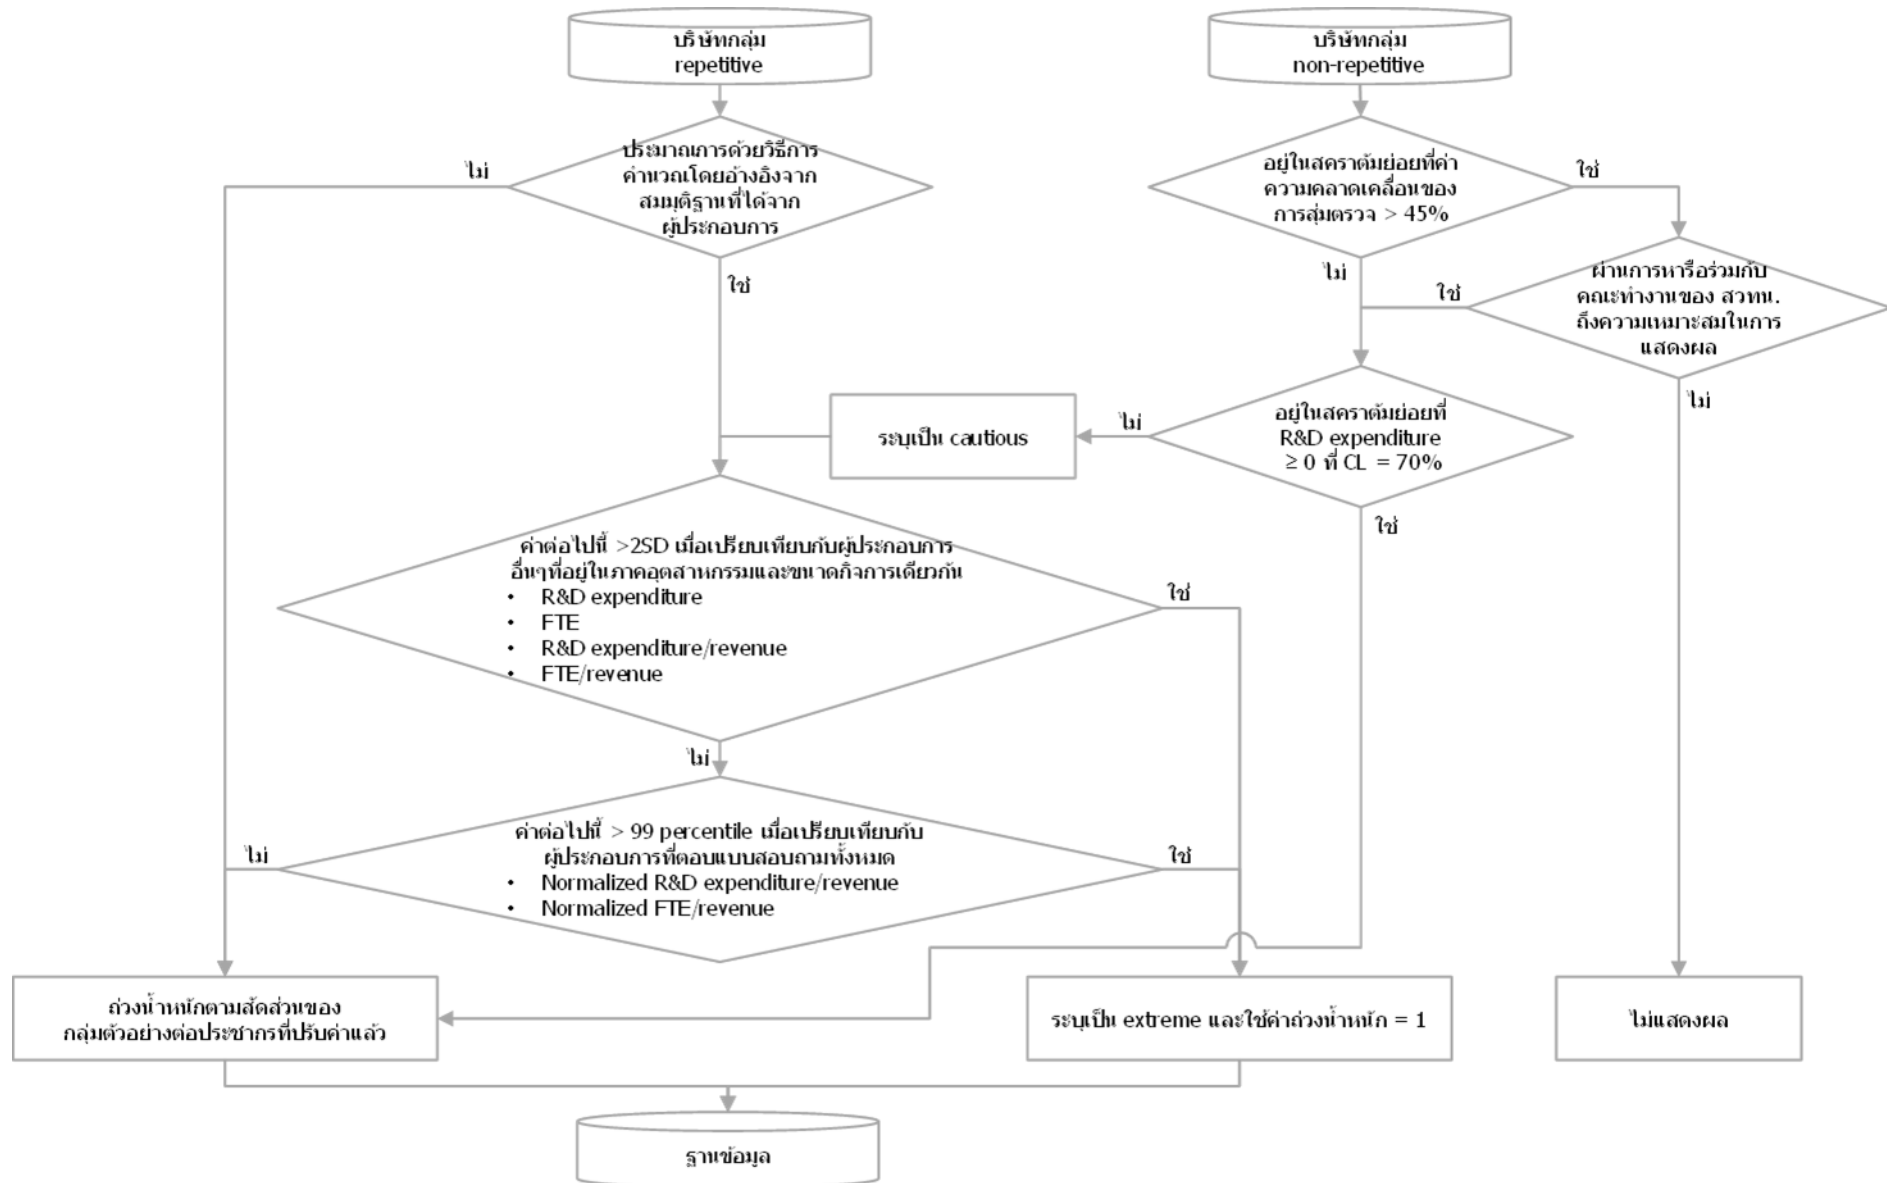 บริษัทกลุ่ม
repetitive
บริษัทกลุ่ม
non-repetitive
ประมาณการด้วยวิธีการ
คำนวณโดยอ้างอิงจาก
สมมุติฐานที่ได้จาก
ผู้ประกอบการ
ไม่
ใช่
อยู่ในสตราต้มย่อยที่ค่า
ความคลาดเคลื่อนของ
การสุ่มตรวจ > 45%
ใช่
ไม่
ผ่านการหารือร่วมกับ
คณะทำงานของ สวทน.
ถึงความเหมาะสมในการ
แสดงผล
ใช่
ไม่
อยู่ในสตราต้มย่อยที่
R&D expenditure
≥ 0 ที่ CL = 70%
ไม่
ใช่
ระบุเป็น cautious
ค่าต่อไปนี้ >2SD เมื่อเปรียบเทียบกับผู้ประกอบการ
อื่นๆที่อยู่ในภาคอุตสาหกรรมและขนาดกิจการเดียวกัน
• R&D expenditure
• FTE
• R&D expenditure/revenue
• FTE/revenue
ใช่
ไม่
ค่าต่อไปนี้ > 99 percentile เมื่อเปรียบเทียบกับ
ผู้ประกอบการที่ตอบแบบสอบถามทั้งหมด
• Normalized R&D expenditure/revenue
• Normalized FTE/revenue
ไม่
ใช่
ถ่วงน้ำหนักตามสัดส่วนของ
กลุ่มตัวอย่างต่อประชากรที่ปรับค่าแล้ว
ระบุเป็น extreme และใช้ค่าถ่วงน้ำหนัก = 1
ไม่แสดงผล
ฐานข้อมูล